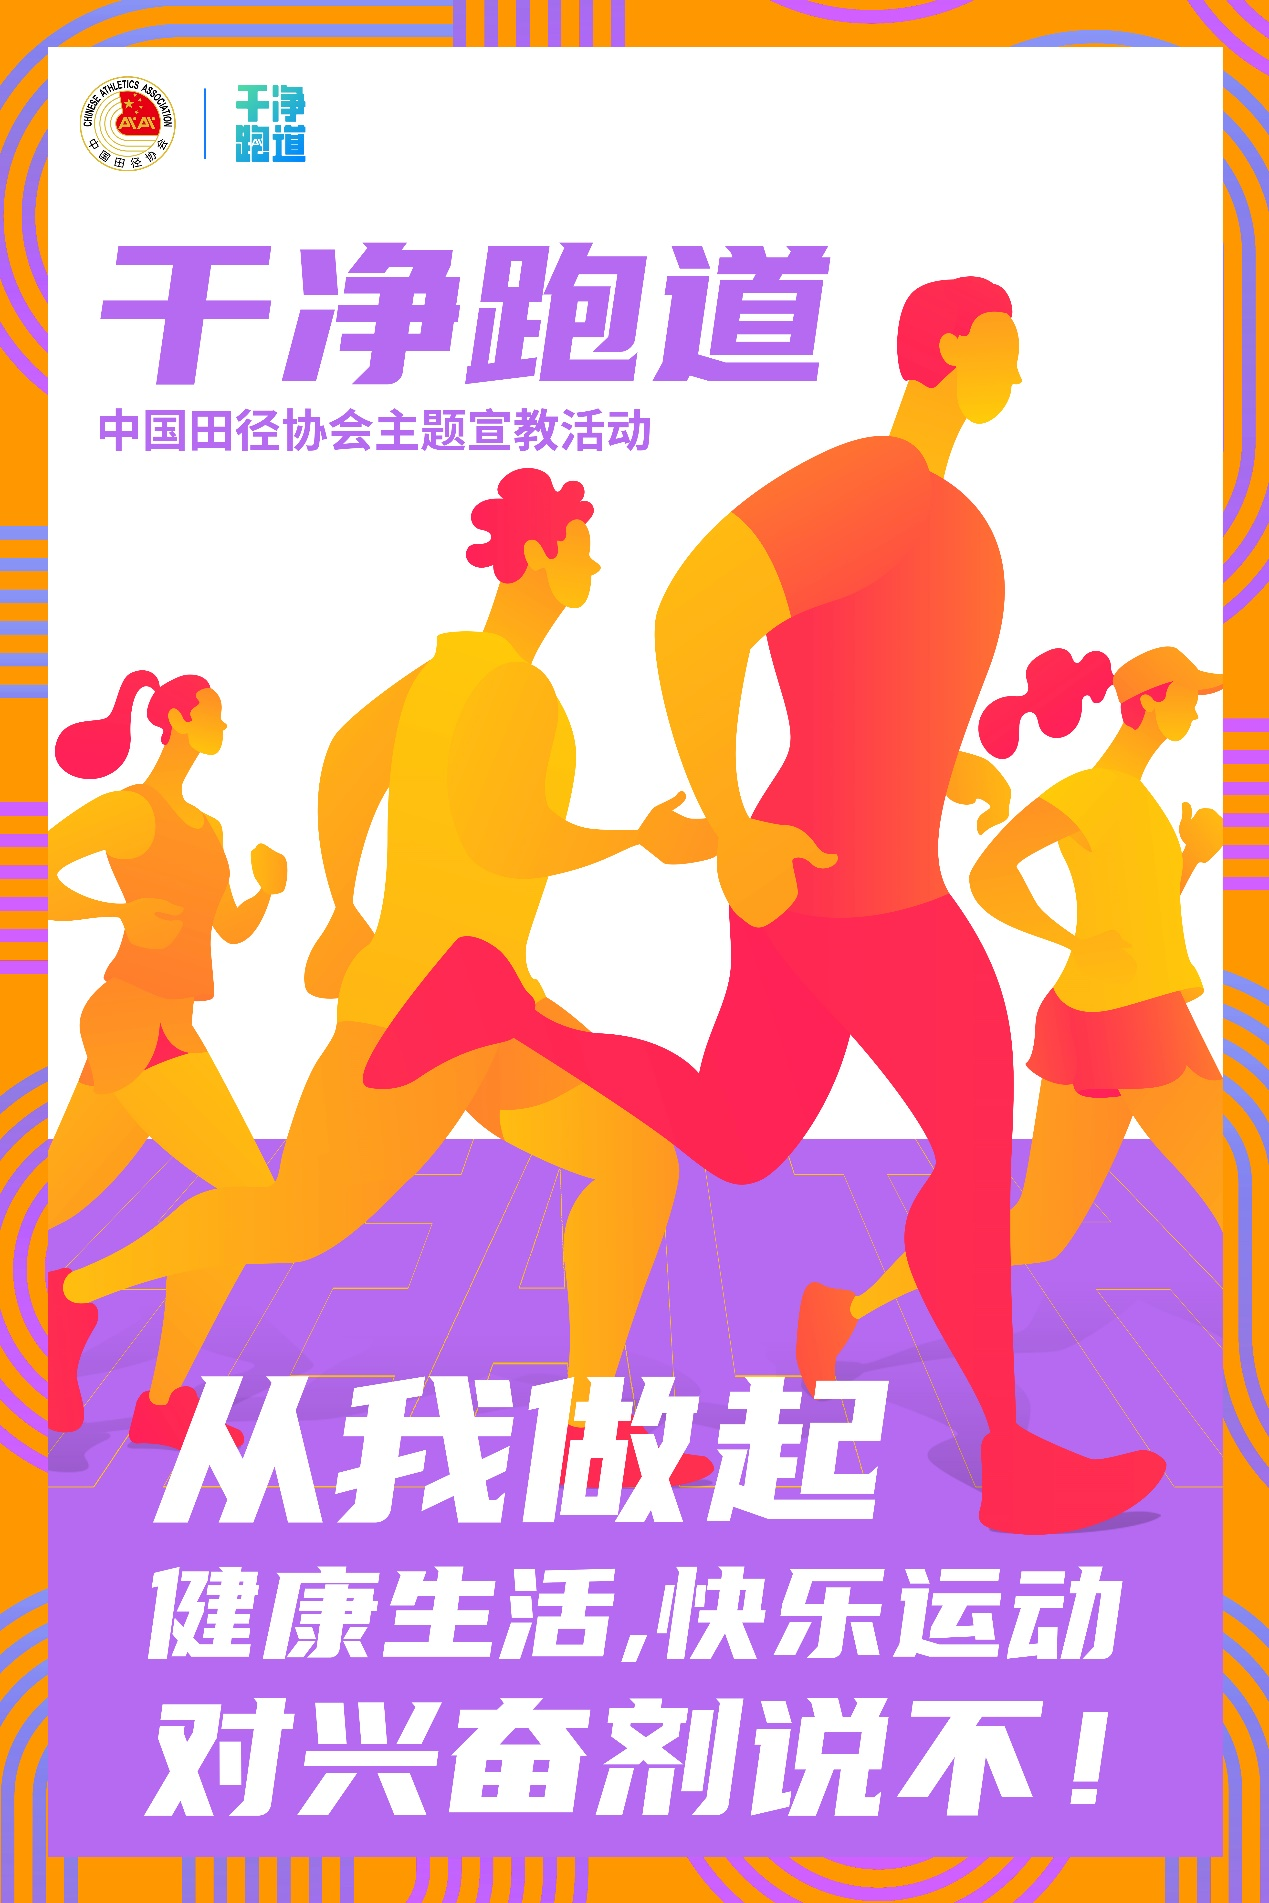 CHINESE ATHLETICS ASSOCIATION
中国田径协会
干净
跑道
干净跑道
中国田径协会主题宣教活动
从我做起
健康生活,快乐运动
对兴奋剂说不！